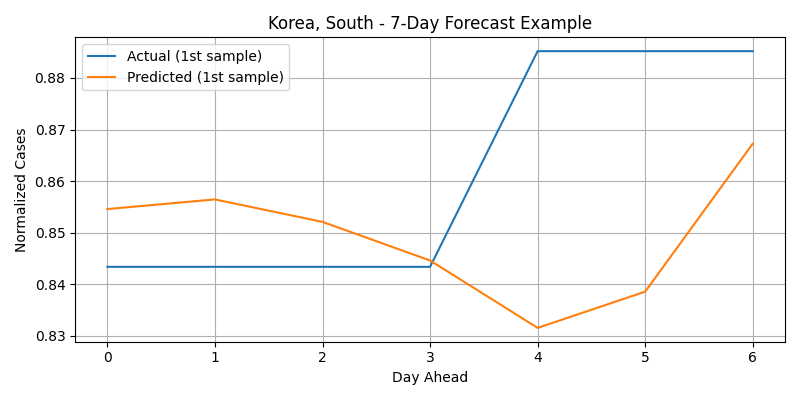 Korea, South - 7-Day Forecast Example
Actual (1st sample)
Predicted (1st sample)
Normalized Cases
0.88
0.87
0.86
0.85
0.84
0.83
0 1 2 3 4 5 6
Day Ahead